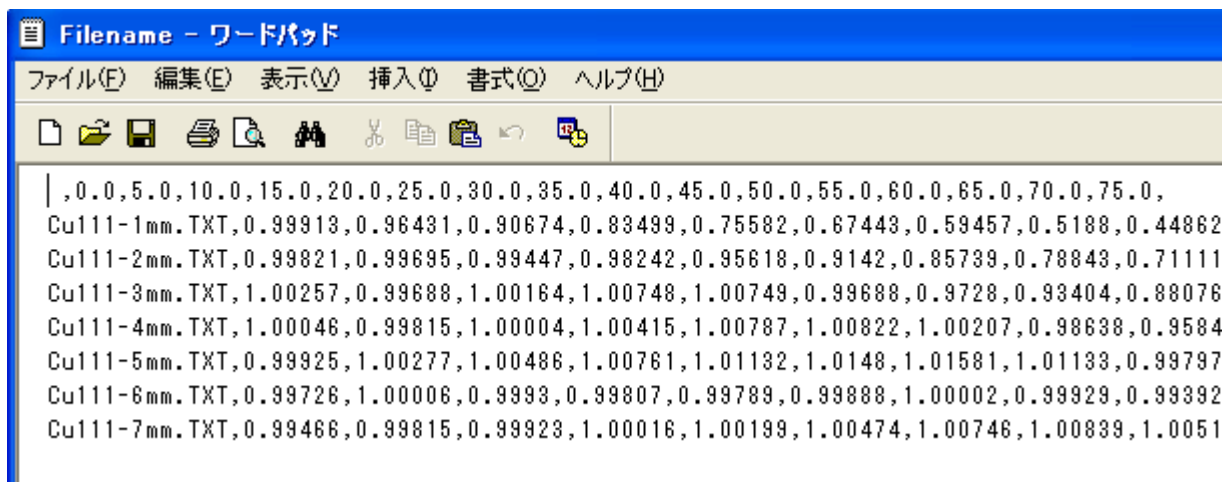 Filename - ワードパッド
ファイル(F) 編集(E) 表示(V) 挿入(I) 書式(O) ヘルプ(H)
,0.0,5.0,10.0,15.0,20.0,25.0,30.0,35.0,40.0,45.0,50.0,55.0,60.0,65.0,70.0,75.0,
Cu111-1mm.TXT,0.99913,0.96431,0.90674,0.83499,0.75582,0.67443,0.59457,0.5188,0.44862
Cu111-2mm.TXT,0.99821,0.99695,0.99447,0.98242,0.95618,0.9142,0.85739,0.78843,0.71111
Cu111-3mm.TXT,1.00257,0.99688,1.00164,1.00748,1.00749,0.99688,0.9728,0.93404,0.88076
Cu111-4mm.TXT,1.00046,0.99815,1.00004,1.00415,1.00787,1.00822,1.00207,0.98638,0.9584
Cu111-5mm.TXT,0.99925,1.00277,1.00486,1.00761,1.01132,1.0148,1.01581,1.01133,0.99797
Cu111-6mm.TXT,0.99726,1.00006,0.9993,0.99807,0.99789,0.99888,1.00002,0.99929,0.99392
Cu111-7mm.TXT,0.99466,0.99815,0.99923,1.00016,1.00199,1.00474,1.00746,1.00839,1.0051